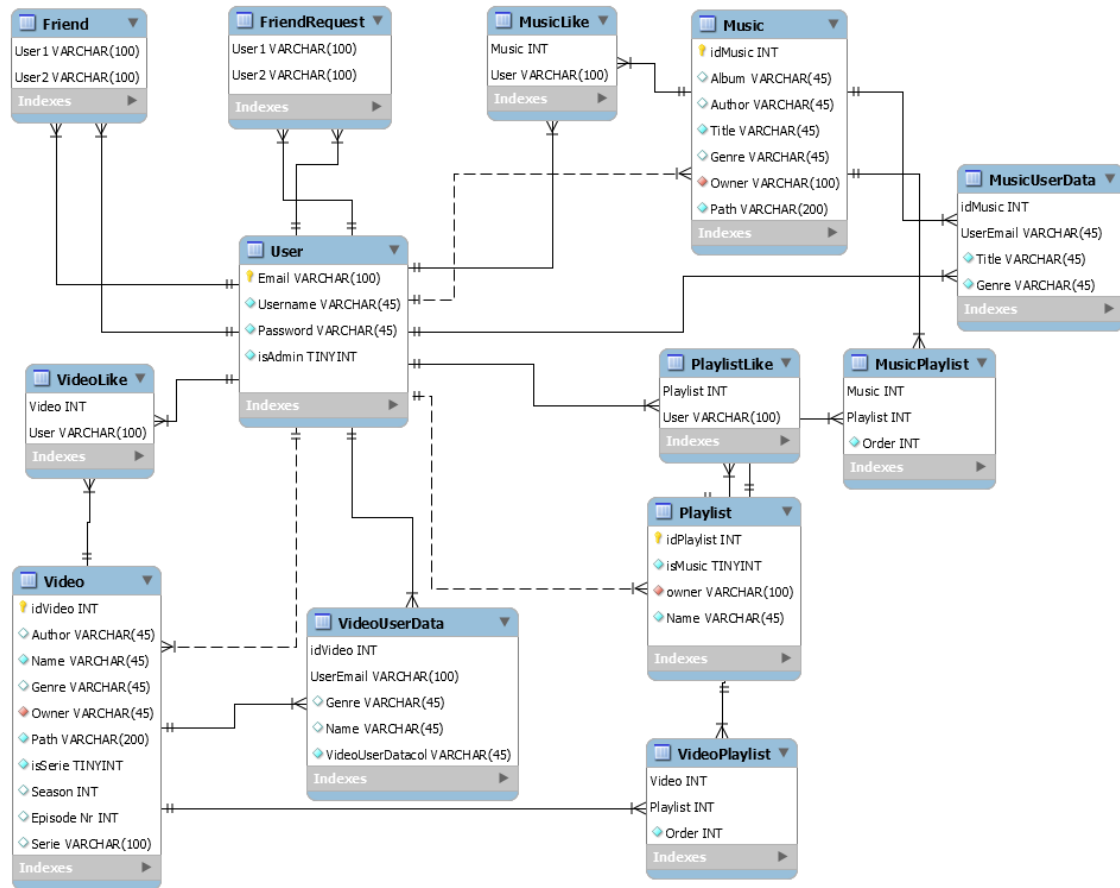 Friend
User1 VARCHAR(100)
User2 VARCHAR(100)
Indexes
FriendRequest
User1 VARCHAR(100)
User2 VARCHAR(100)
Indexes
MusicLike
Music INT
User VARCHAR(100)
Indexes
Music
idMusic INT
Album VARCHAR(45)
Author VARCHAR(45)
Title VARCHAR(45)
Genre VARCHAR(45)
Owner VARCHAR(100)
Path VARCHAR(200)
Indexes
MusicUserData
idMusic INT
UserEmail VARCHAR(45)
Title VARCHAR(45)
Genre VARCHAR(45)
Indexes
User
Email VARCHAR(100)
Username VARCHAR(45)
Password VARCHAR(45)
isAdmin TINYINT
Indexes
VideoLike
Video INT
User VARCHAR(100)
Indexes
PlaylistLike
Playlist INT
User VARCHAR(100)
Indexes
MusicPlaylist
Music INT
Playlist INT
Order INT
Indexes
Playlist
idPlaylist INT
isMusic TINYINT
owner VARCHAR(100)
Name VARCHAR(45)
Indexes
Video
idVideo INT
Author VARCHAR(45)
Name VARCHAR(45)
Genre VARCHAR(45)
Owner VARCHAR(45)
Path VARCHAR(200)
isSerie TINYINT
Season INT
Episode Nr INT
Serie VARCHAR(100)
Indexes
VideoUserData
idVideo INT
UserEmail VARCHAR(100)
Genre VARCHAR(45)
Name VARCHAR(45)
VideoUserDatacol VARCHAR(45)
Indexes
VideoPlaylist
Video INT
Playlist INT
Order INT
Indexes